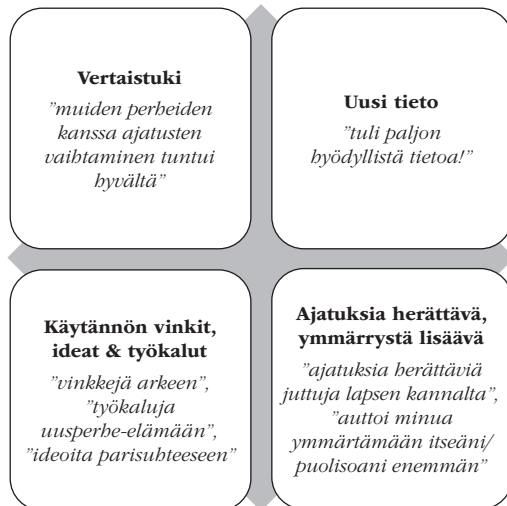 Vertaistuki
”muiden perheiden
kanssa ajatusten
vaihtaminen tuntui
hyvältä”
Uusi tieto
”tuli paljon
hyödyllistä tietoa!”
Käytännön vinkit,
ideat & työkalut
”vinkkejä arkeen”,
”työkaluja
uusperhe-elämään”,
”ideoita parisuhteeseen”
Ajatuksia herättävä,
ymmärrystä lisäävä
”ajatuksia herättäviä
juttuja lapsen kannalta”,
”auttoi minua
ymmärtämään itseäni/
puolisoani enemmän”